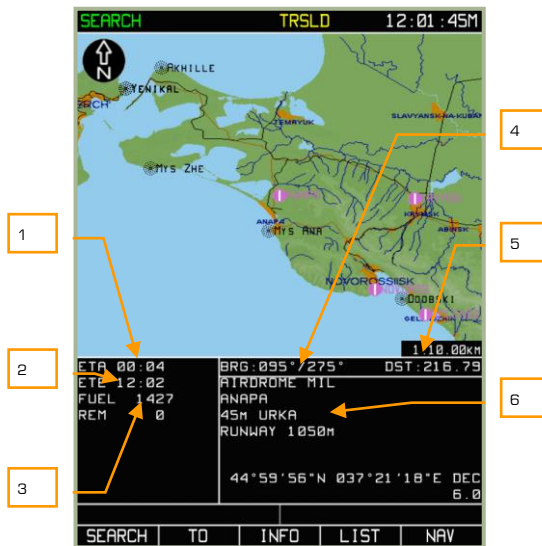 SEARCH TRSLD 12:01:45M
N
AKHILLE
YENIKAL
ERCH
TEMRYUK
SLAVYANSK-NA-KUBAN
MYS ZHE
ANAPA
MYS ANA
KRYMSK
ABINSK
NOVOROSSIISK
DOOBSKI
1:10.00KM
ETA 00:04
ETE 12:02
FUEL 1427
REM 0
BRG:095°/275° DST:216.79
AIRDROME MIL
ANAPA
45M URKA
RUNWAY 1050M
44°59'56"N 037°21'18"E DEC
6.0
SEARCH TO INFO LIST NAV
1
2
3
4
5
6